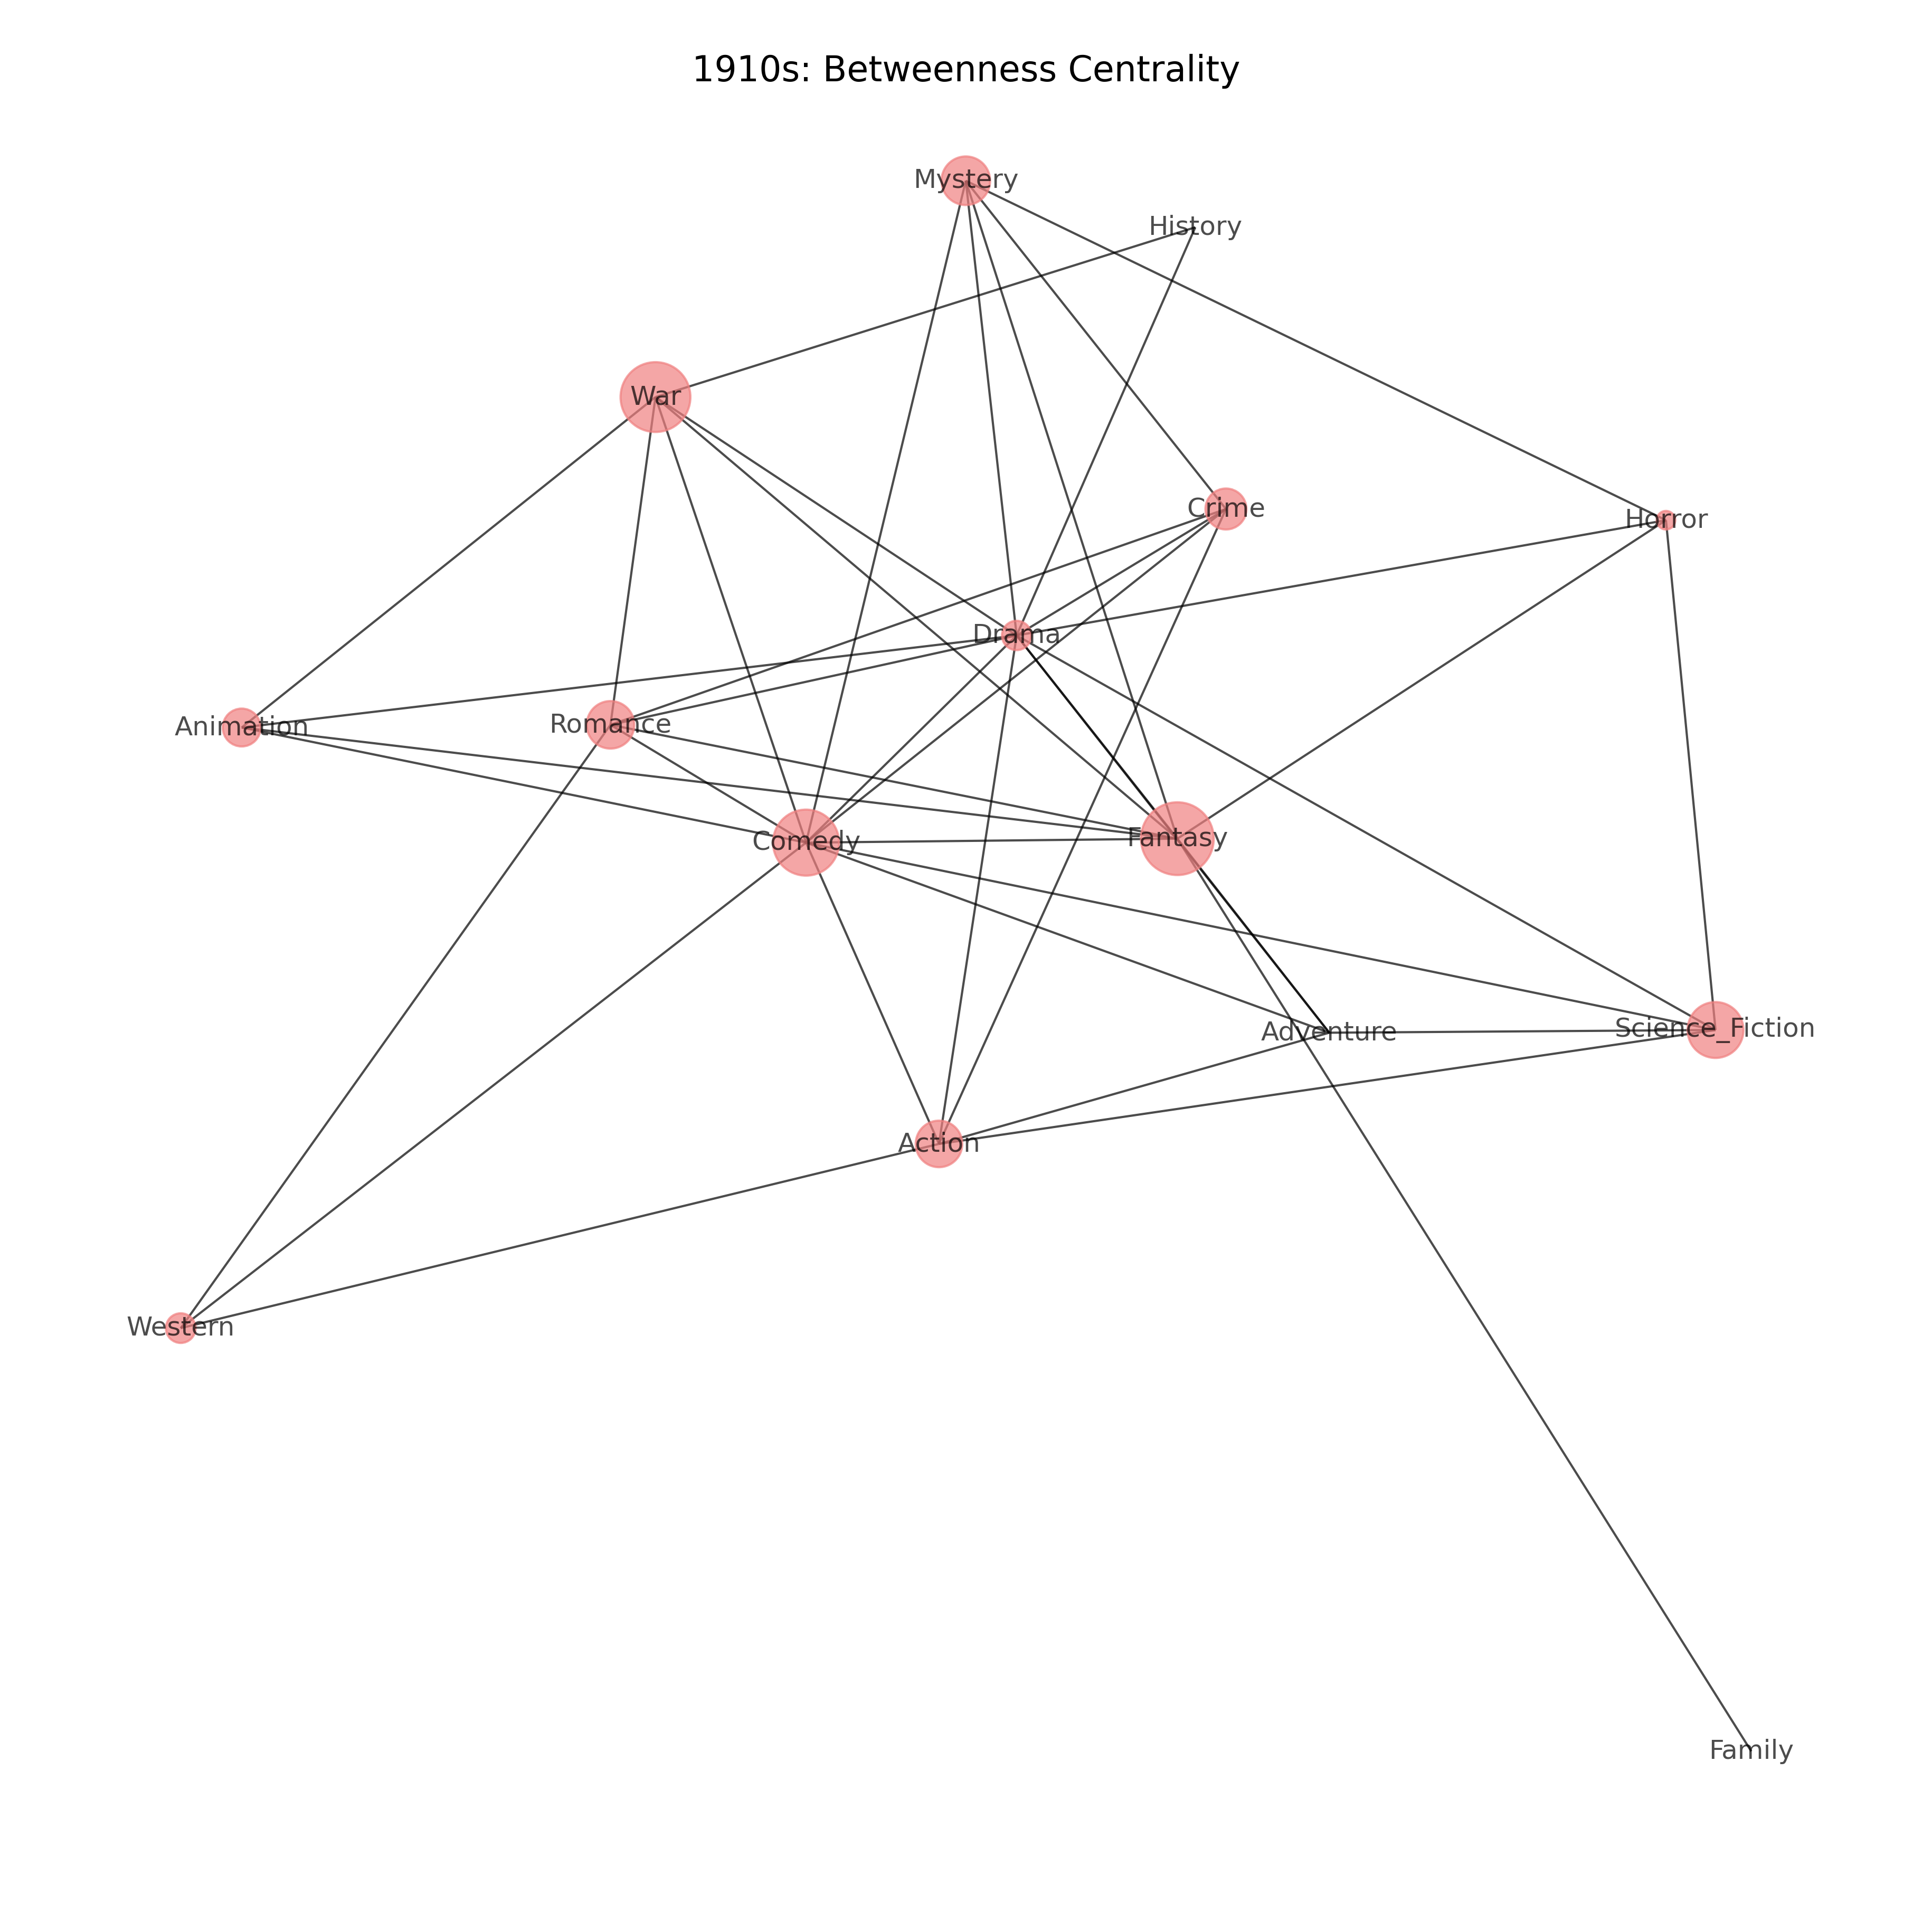 1910s: Betweenness Centrality
Mystery
History
War
Crime
Horror
Drama
Animation
Romance
Comedy
Fantasy
Adventure
Science_Fiction
Action
Western
Family